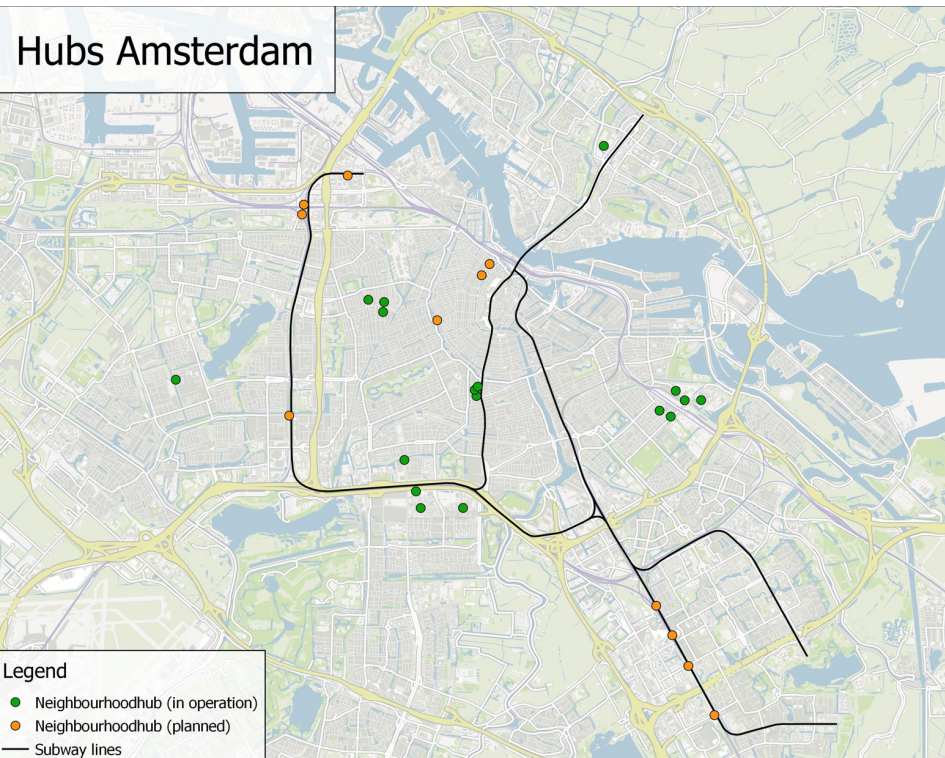 Hubs Amsterdam
Legend
Neighbourhoodhub (in operation)
Neighbourhoodhub (planned)
Subway lines